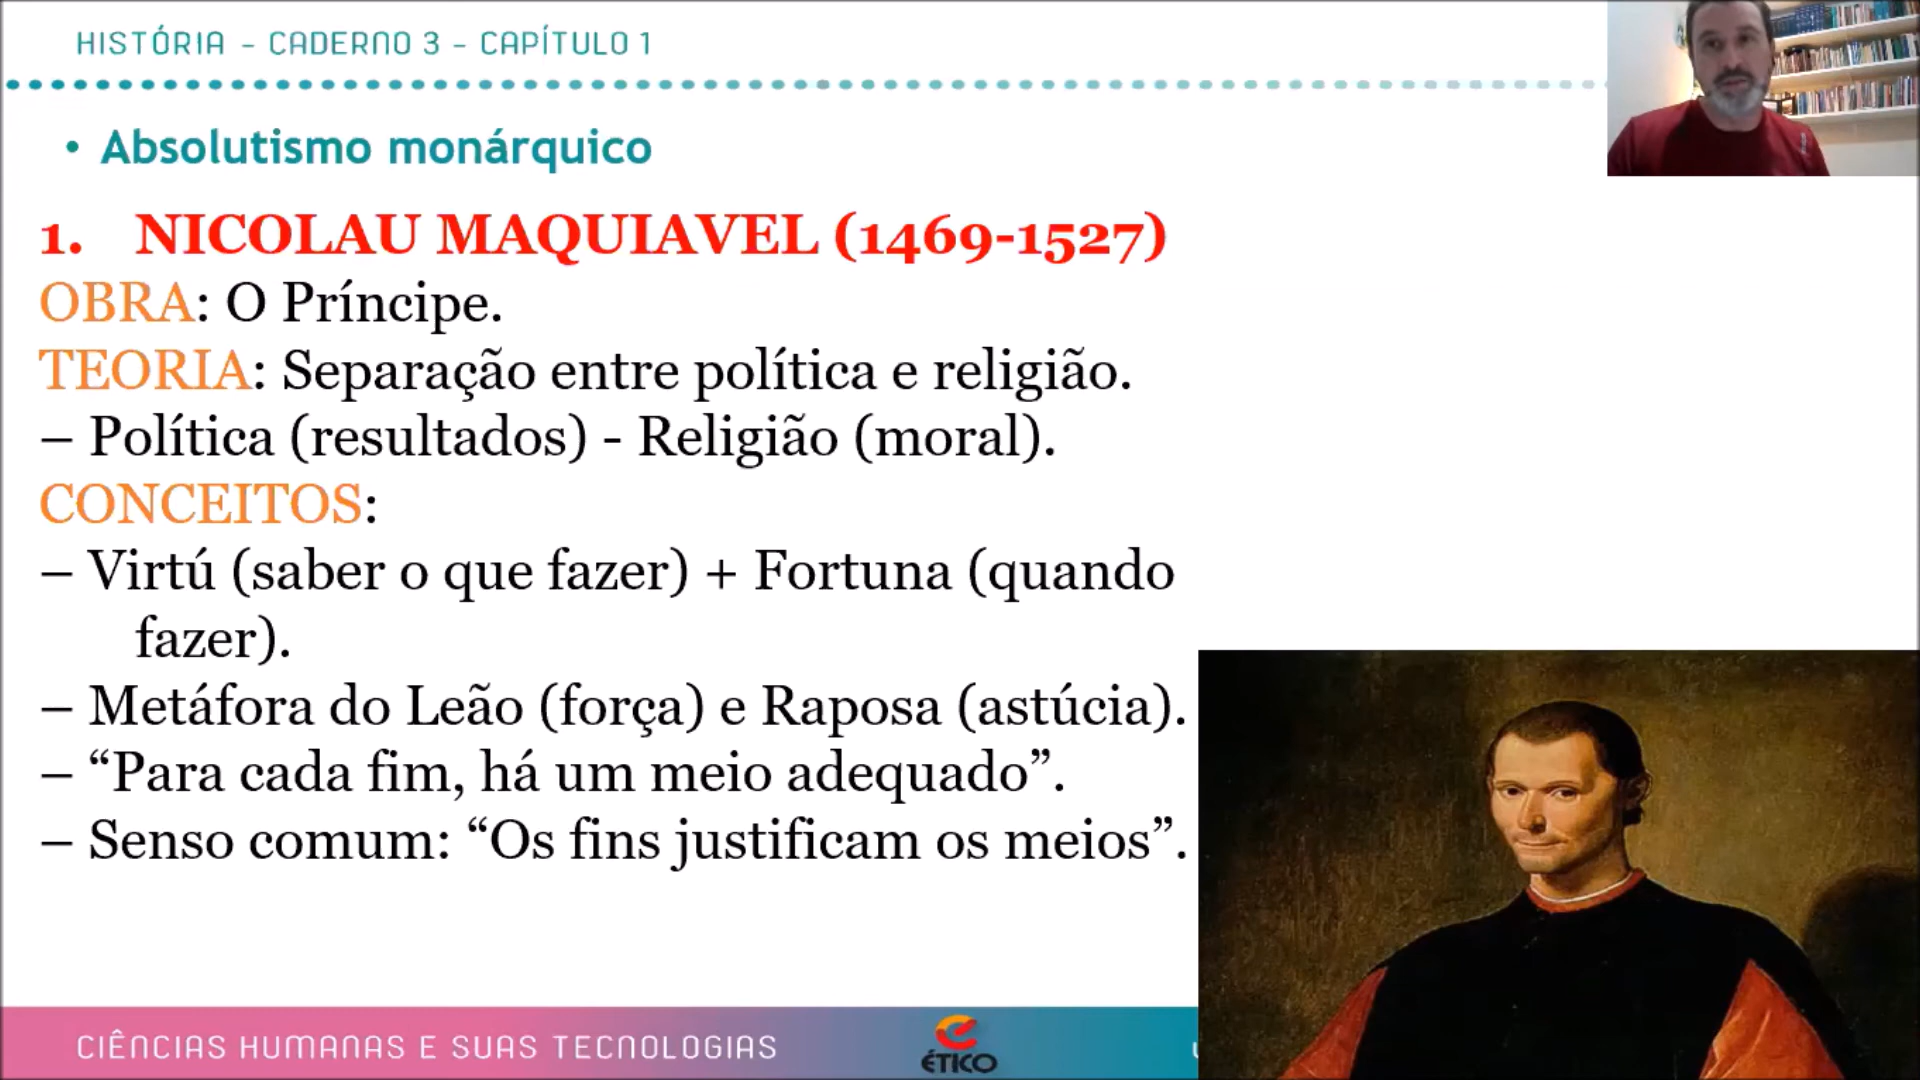 HISTÓRIA - CADERNO 3 - CAPÍTULO 1
• Absolutismo monárquico
1. NICOLAU MAQUIAVEL (1469-1527)
OBRA: O Príncipe.
TEORIA: Separação entre política e religião.
– Política (resultados) - Religião (moral).
CONCEITOS:
– Virtú (saber o que fazer) + Fortuna (quando
fazer).
– Metáfora do Leão (força) e Raposa (astúcia).
– “Para cada fim, há um meio adequado”.
– Senso comum: “Os fins justificam os meios”.
CIÊNCIAS HUMANAS E SUAS TECNOLOGIAS
ÉTICO